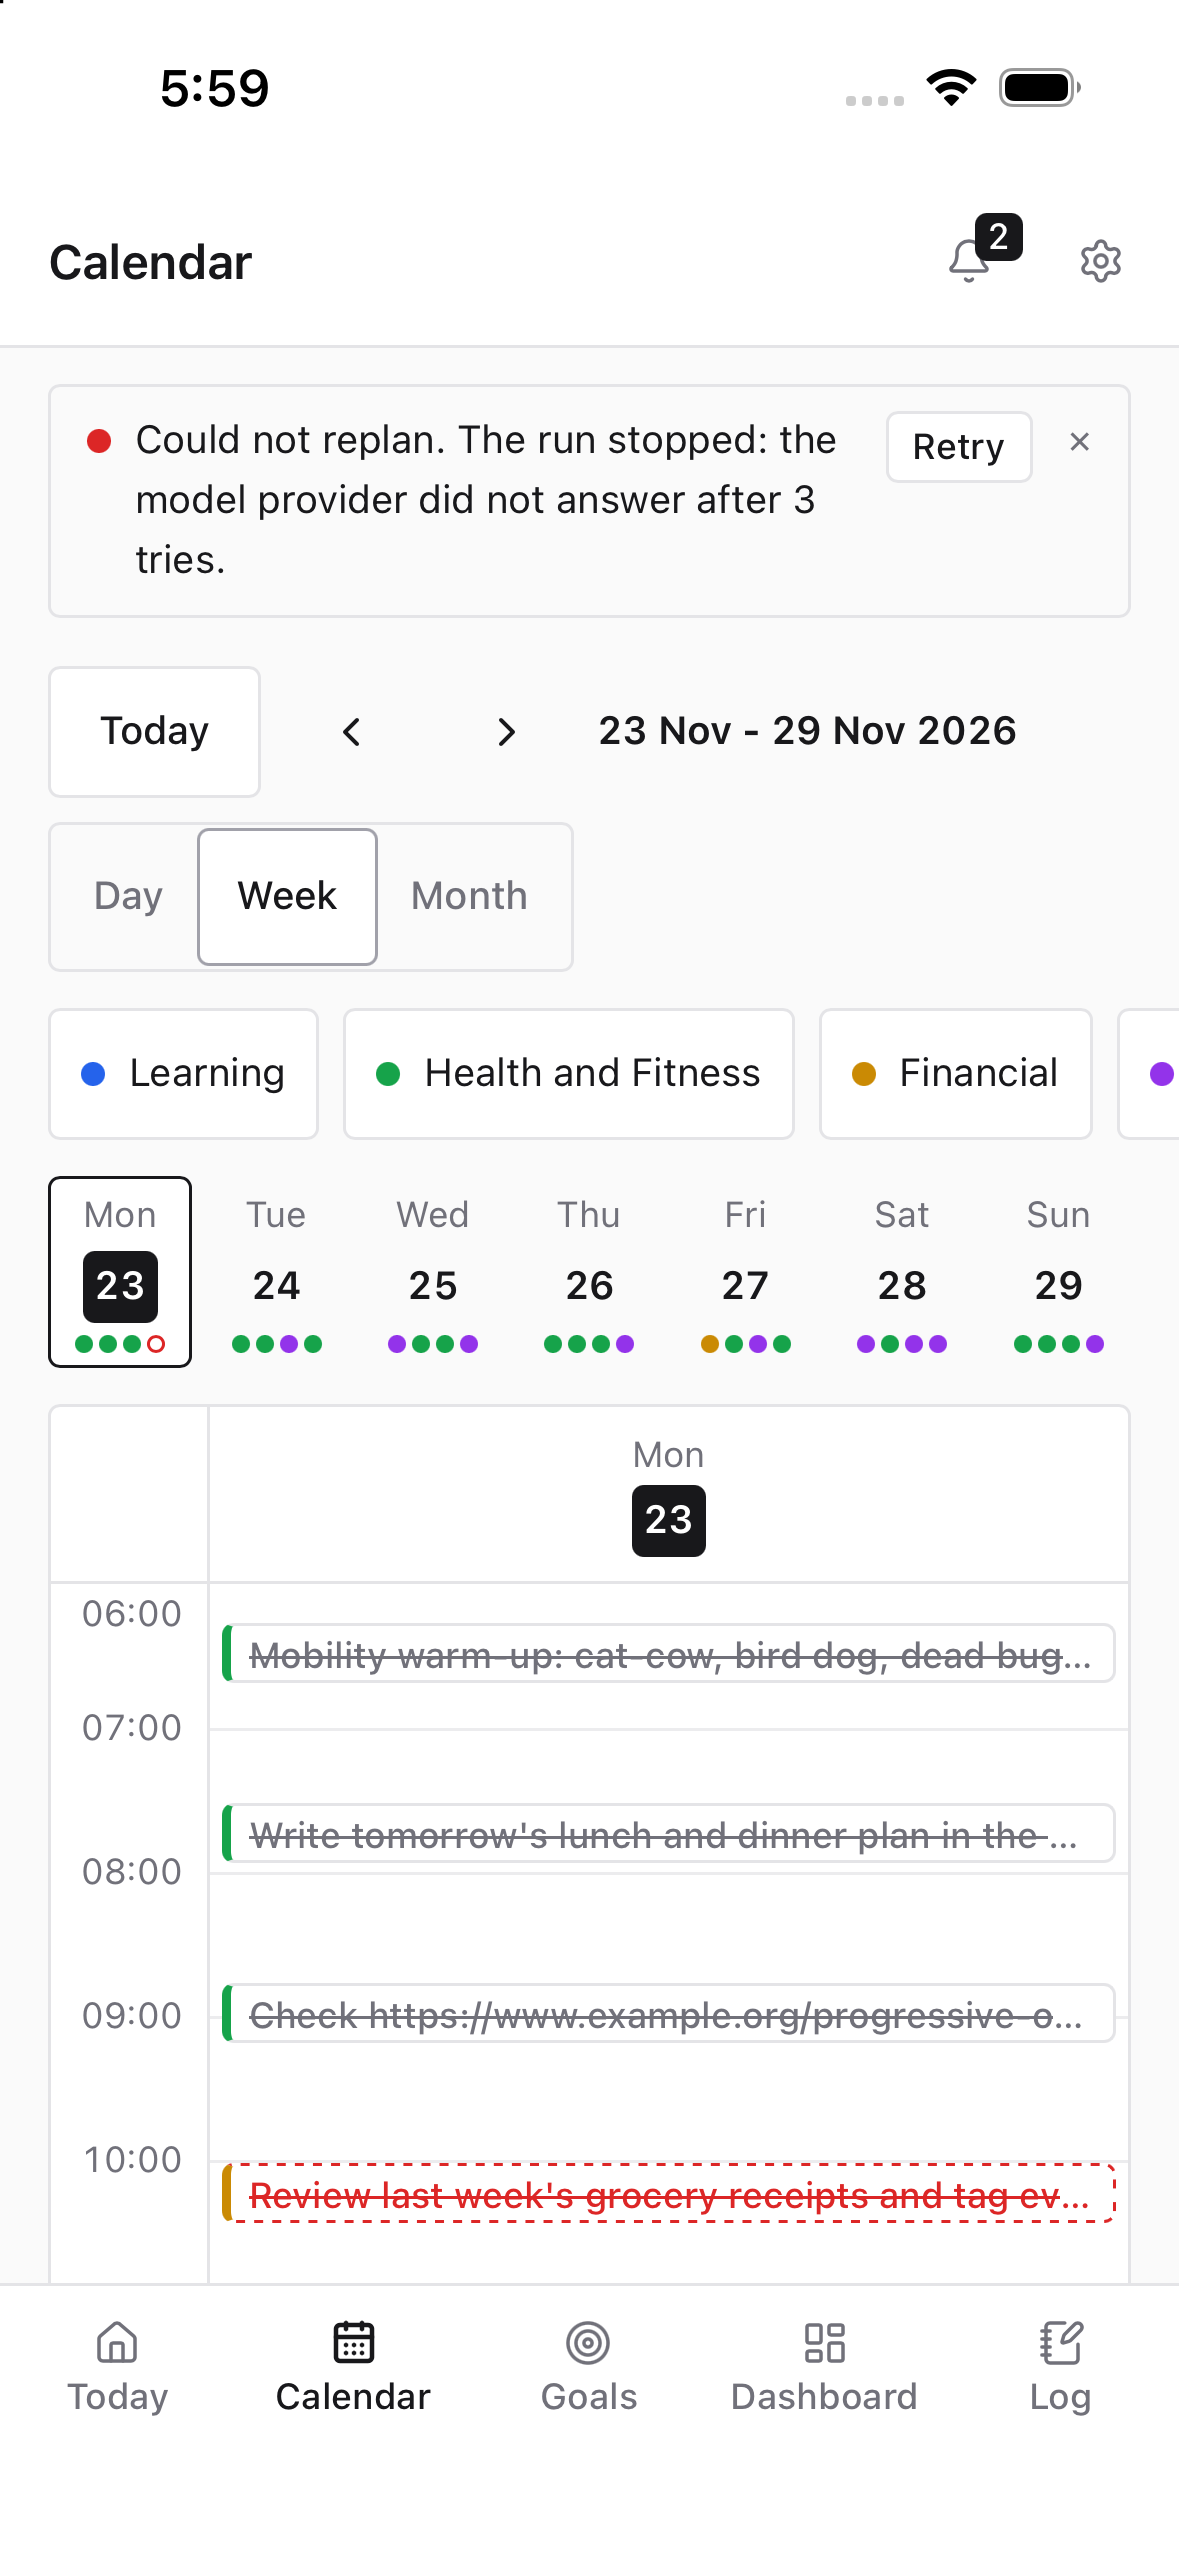 5:59
Calendar
2
Could not replan. The run stopped: the
model provider did not answer after 3
tries.
Retry
Today
23 Nov - 29 Nov 2026
Day Week Month
Learning Health and Fitness Financial
Mon Tue Wed Thu Fri Sat Sun
23 24 25 26 27 28 29
Mon
23
06:00
Mobility warm-up: cat-cow, bird dog, dead bug...
07:00
Write tomorrow's lunch and dinner plan in the ...
08:00
09:00
Check https://www.example.org/progressive-o...
10:00
Review last week's grocery receipts and tag ev...
Today Calendar Goals Dashboard Log